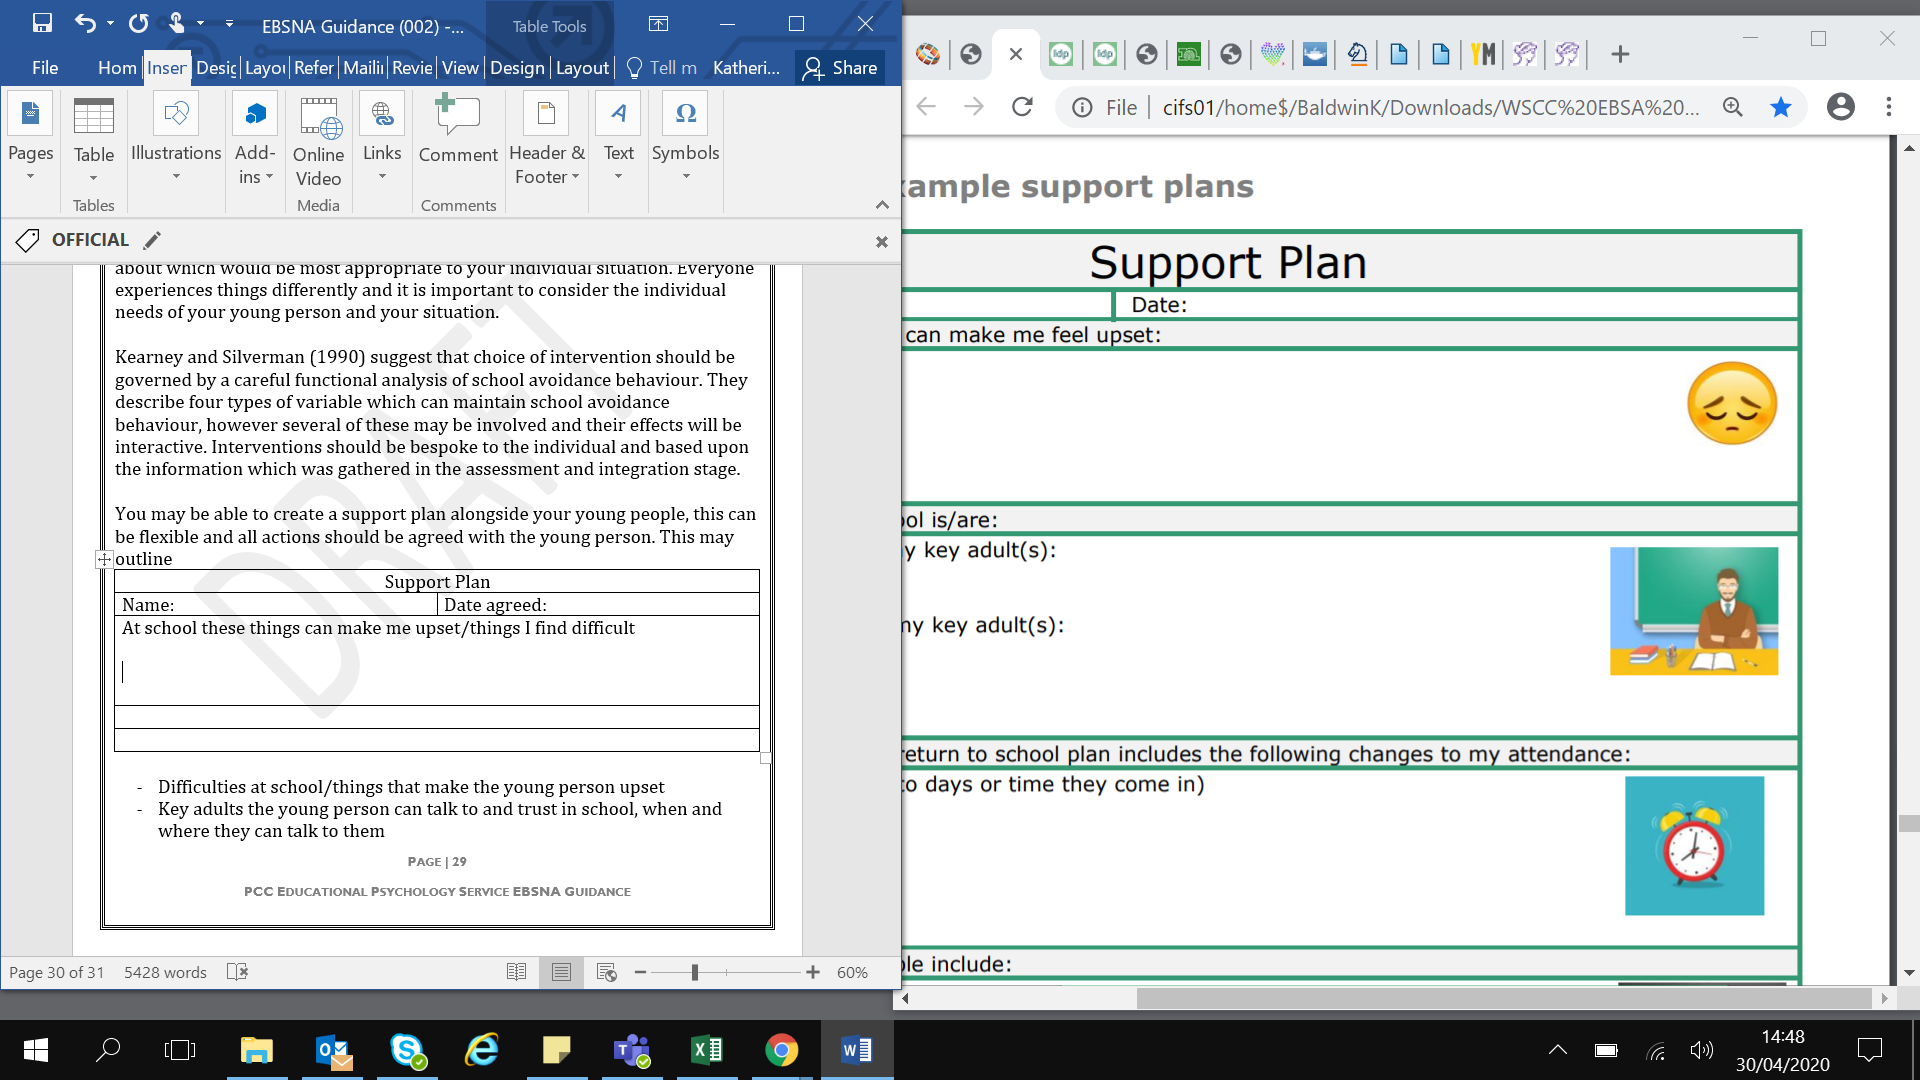 EBSNA Guidance (002) -...
Table Tools
File
Hom
Inser
Desig
Layou
Refer
Mailin
Revie
View
Design
Layout
Tell m
Katheri...
Share
Pages
Table
Illustrations
Add-
ins
Online
Video
Links
Comment
Header &
Footer
Text
Symbols
Tables
Media
Comments
OFFICIAL
about which would be most appropriate to your individual situation. Everyone
experiences things differently and it is important to consider the individual
needs of your young person and your situation.
Kearney and Silverman (1990) suggest that choice of intervention should be
governed by a careful functional analysis of school avoidance behaviour. They
describe four types of variable which can maintain school avoidance
behaviour, however several of these may be involved and their effects will be
interactive. Interventions should be bespoke to the individual and based upon
the information which was gathered in the assessment and integration stage.
You may be able to create a support plan alongside your young people, this can
be flexible and all actions should be agreed with the young person. This may
outline
Support Plan
Name:
Date agreed:
At school these things can make me upset/things I find difficult
DRAFT
- Difficulties at school/things that make the young person upset
- Key adults the young person can talk to and trust in school, when and
where they can talk to them
PAGE | 29
PCC EDUCATIONAL PSYCHOLOGY SERVICE EBSNA GUIDANCE
Page 30 of 31
5428 words
60%
File
cifs01/home$/BaldwinK/Downloads/WSCC%20EBSA%20...
xample support plans
Support Plan
Date:
can make me feel upset:
ool is/are:
y key adult(s):
my key adult(s):
return to school plan includes the following changes to my attendance:
to days or time they come in)
ble include:
14:48
30/04/2020